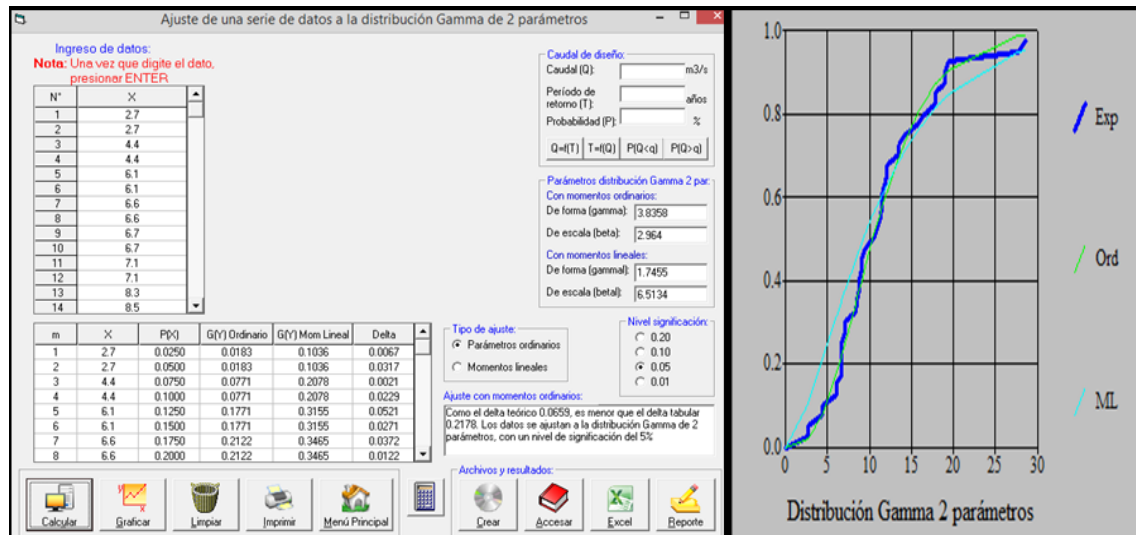 Ajuste de una serie de datos a la distribución Gamma de 2 parámetros
Ingreso de datos:
Nota: Una vez que digite el dato,
presionar ENTER
N° X
1 2.7
2 2.7
3 4.4
4 4.4
5 6.1
6 6.1
7 6.6
8 6.6
9 6.7
10 6.7
11 7.1
12 7.1
13 8.3
14 8.5
Caudal de diseño:
Caudal (Q): m3/s
Período de
retorno (T): años
Probabilidad (P): %
Q=f(T) T=f(Q) P(Q<q) P(Q>q)
Parámetros distribución Gamma 2 par:
Con momentos ordinarios:
De forma (gamma): 3.8358
De escala (beta): 2.964
Con momentos lineales:
De forma (gammal): 1.7455
De escala (betal): 6.5134
m X P(X) G(Y) Ordinario G(Y) Mom Lineal Delta
1 2.7 0.0250 0.0183 0.1036 0.0067
2 2.7 0.0500 0.0183 0.1036 0.0317
3 4.4 0.0750 0.0771 0.2078 0.0021
4 4.4 0.1000 0.0771 0.2078 0.0229
5 6.1 0.1250 0.1771 0.3155 0.0521
6 6.1 0.1500 0.1771 0.3155 0.0271
7 6.6 0.1750 0.2122 0.3465 0.0372
8 6.6 0.2000 0.2122 0.3465 0.0122
Tipo de ajuste:
Parámetros ordinarios
Momentos lineales
Nivel significación:
0.20
0.10
0.05
0.01
Ajuste con momentos ordinarios:
Como el delta teórico 0.0659, es menor que el delta tabular
0.2178. Los datos se ajustan a la distribución Gamma de 2
parámetros, con un nivel de significación del 5%
Archivos y resultados:
Calcular Graficar Limpiar Imprimir Menú Principal Crear Accesar Excel Reporte
1.0
0.8
0.6
0.4
0.2
0.0
0 5 10 15 20 25 30
Exp
Ord
ML
Distribución Gamma 2 parámetros